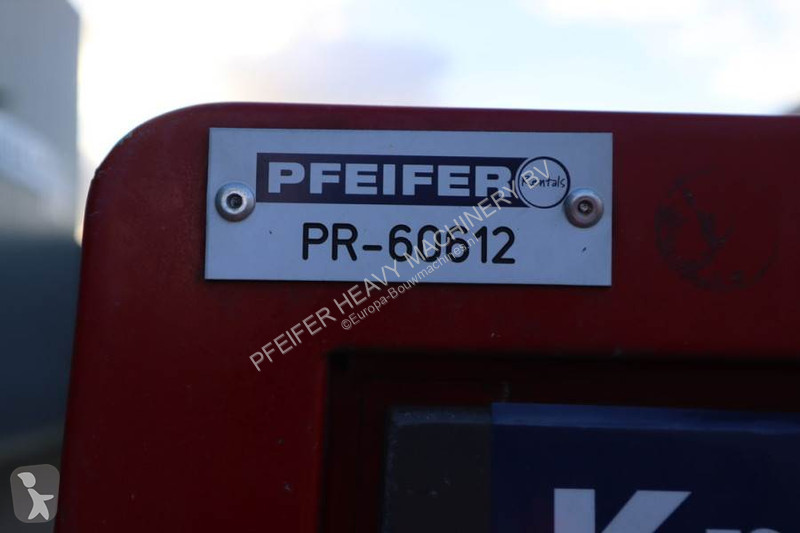 PFEIFER Rentals
PR-60612
PFEIFER HEAVY MACHINERY BV
©Europa-Bouwmachines.nl